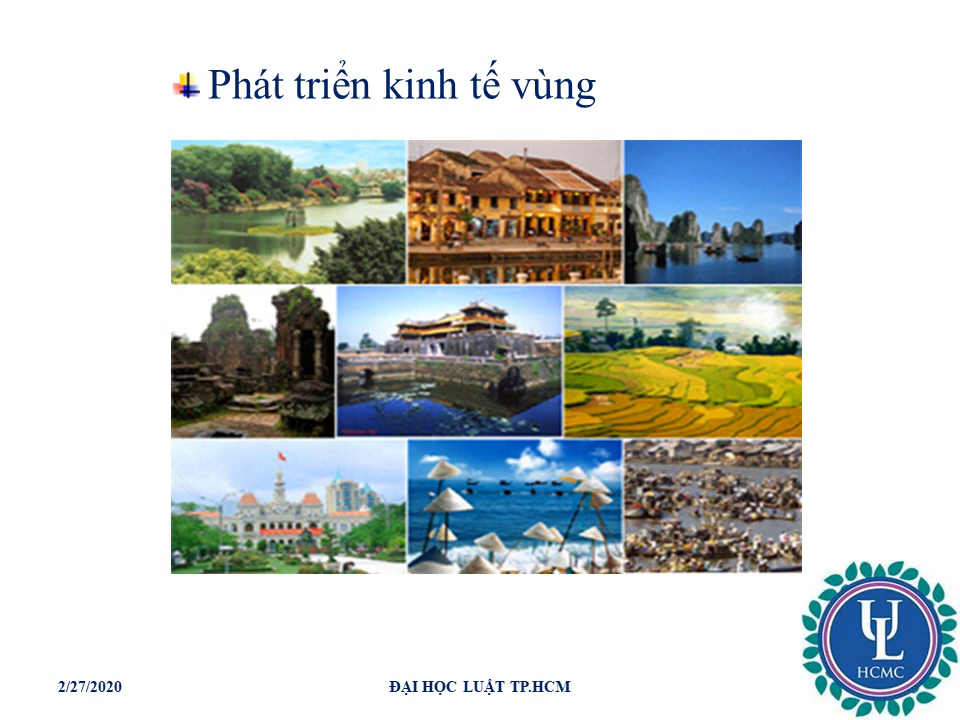 Phát triển kinh tế vùng
2/27/2020
ĐẠI HỌC LUẬT TP.HCM
UL
HCMC